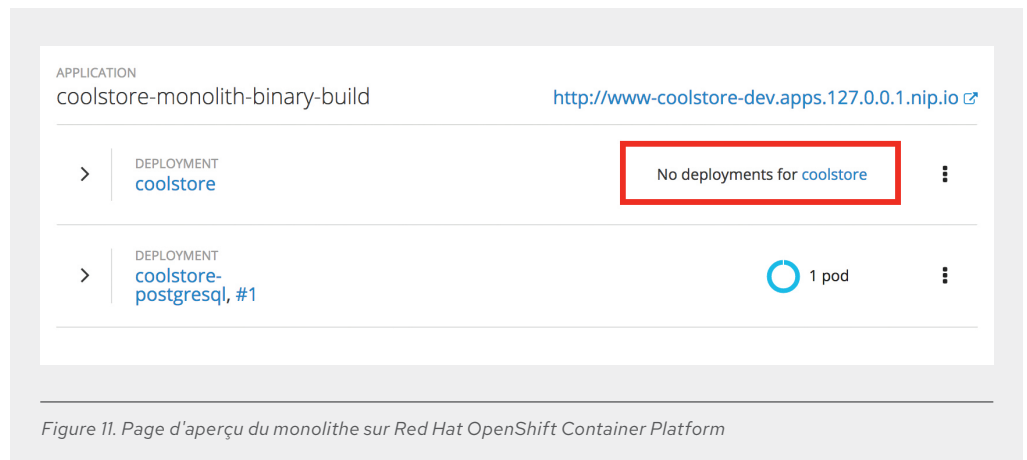 APPLICATION
coolstore-monolith-binary-build
http://www-coolstore-dev.apps.127.0.0.1.nip.io
DEPLOYMENT
coolstore
No deployments for coolstore
DEPLOYMENT
coolstore-
postgresql, #1
1 pod
Figure 11. Page d'aperçu du monolithe sur Red Hat OpenShift Container Platform